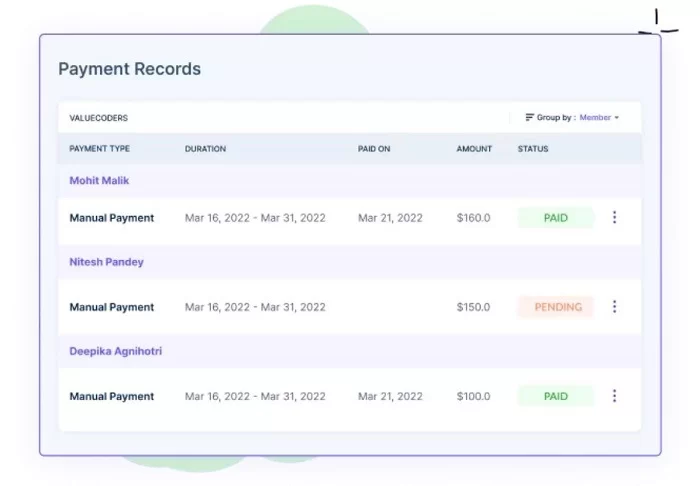 Payment Records
VALUECODERS Group by : Member
PAYMENT TYPE DURATION PAID ON AMOUNT STATUS
Mohit Malik
Manual Payment Mar 16, 2022 - Mar 31, 2022 Mar 21, 2022 $160.0 PAID
Nitesh Pandey
Manual Payment Mar 16, 2022 - Mar 31, 2022 $150.0 PENDING
Deepika Agnihotri
Manual Payment Mar 16, 2022 - Mar 31, 2022 Mar 21, 2022 $100.0 PAID